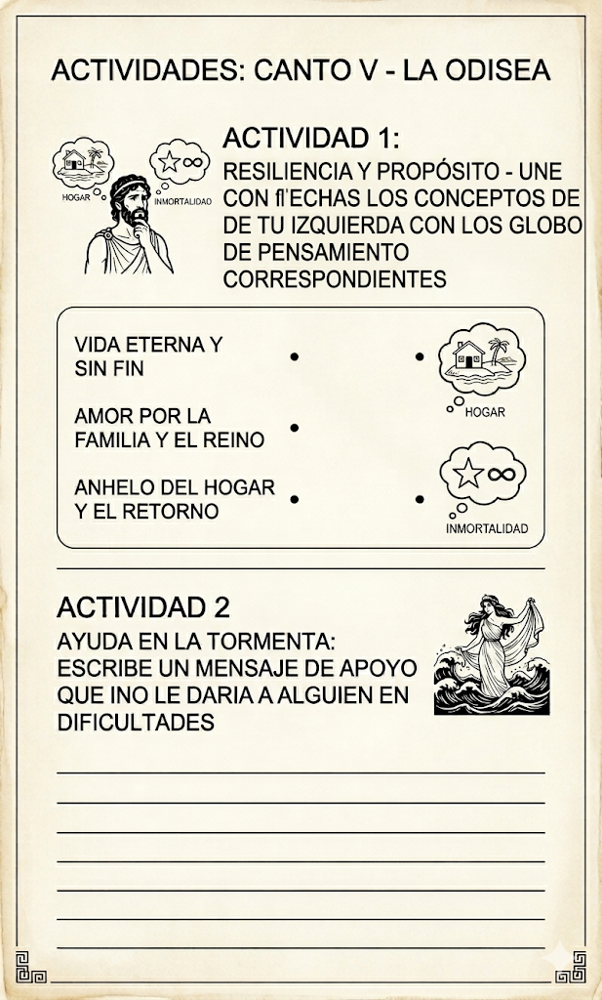 ACTIVIDADES: CANTO V - LA ODISEA
HOGAR
INMORTALIDAD
ACTIVIDAD 1:
RESILIENCIA Y PROPÓSITO - UNE
CON fl'ECHAS LOS CONCEPTOS DE
DE TU IZQUIERDA CON LOS GLOBO
DE PENSAMIENTO
CORRESPONDIENTES
VIDA ETERNA Y
SIN FIN
AMOR POR LA
FAMILIA Y EL REINO
ANHELO DEL HOGAR
Y EL RETORNO
HOGAR
INMORTALIDAD
ACTIVIDAD 2
AYUDA EN LA TORMENTA:
ESCRIBE UN MENSAJE DE APOYO
QUE INO LE DARIA A ALGUIEN EN
DIFICULTADES